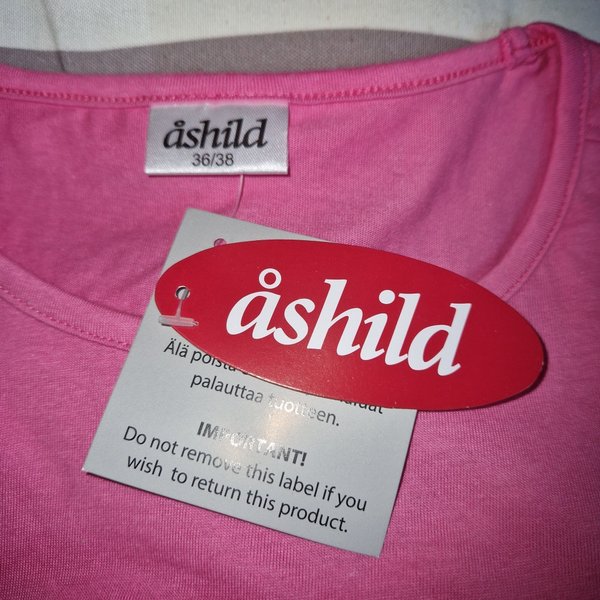 åshild
36/38
åshild
Älä poista
palauttaa tuotteen.
IMPORTANT!
Do not remove this label if you
wish to return this product.